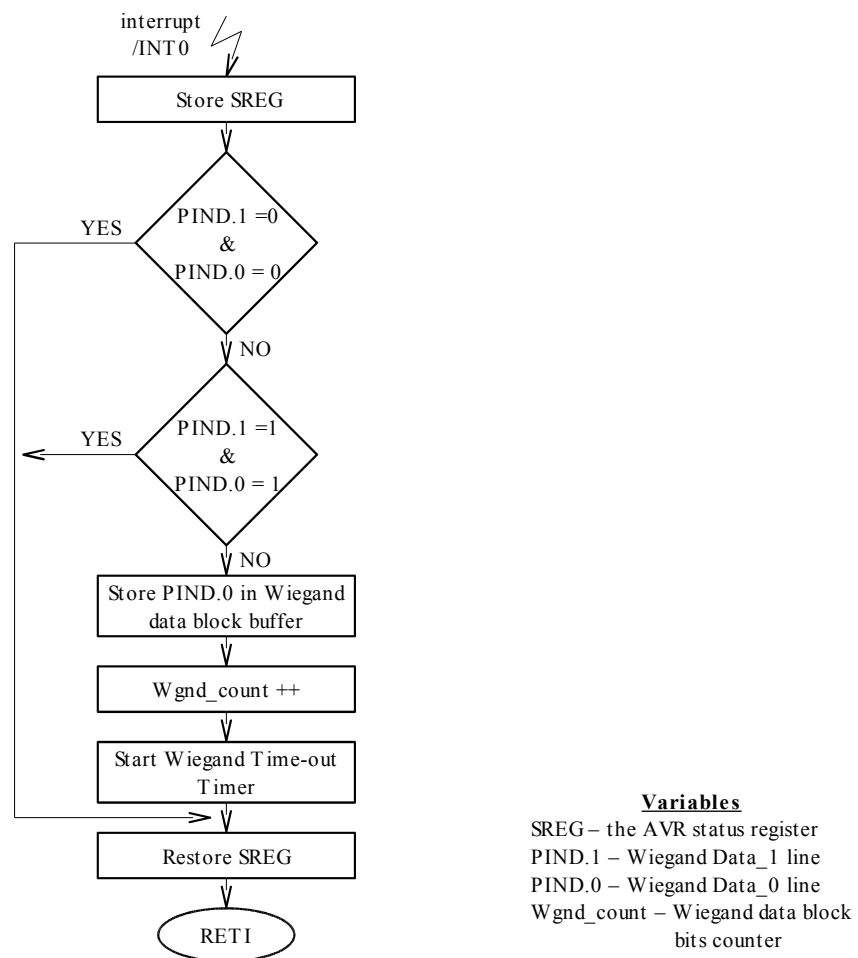 interrupt
/INT0
Store SREG
PIND.1 =0
&
PIND.0 = 0
YES
NO
PIND.1 =1
&
PIND.0 = 1
YES
NO
Store PIND.0 in Wiegand
data block buffer
Wgnd_count ++
Start Wiegand Time-out
Timer
Restore SREG
RETI
Variables
SREG – the AVR status register
PIND.1 – Wiegand Data_1 line
PIND.0 – Wiegand Data_0 line
Wgnd_count – Wiegand data block
bits counter